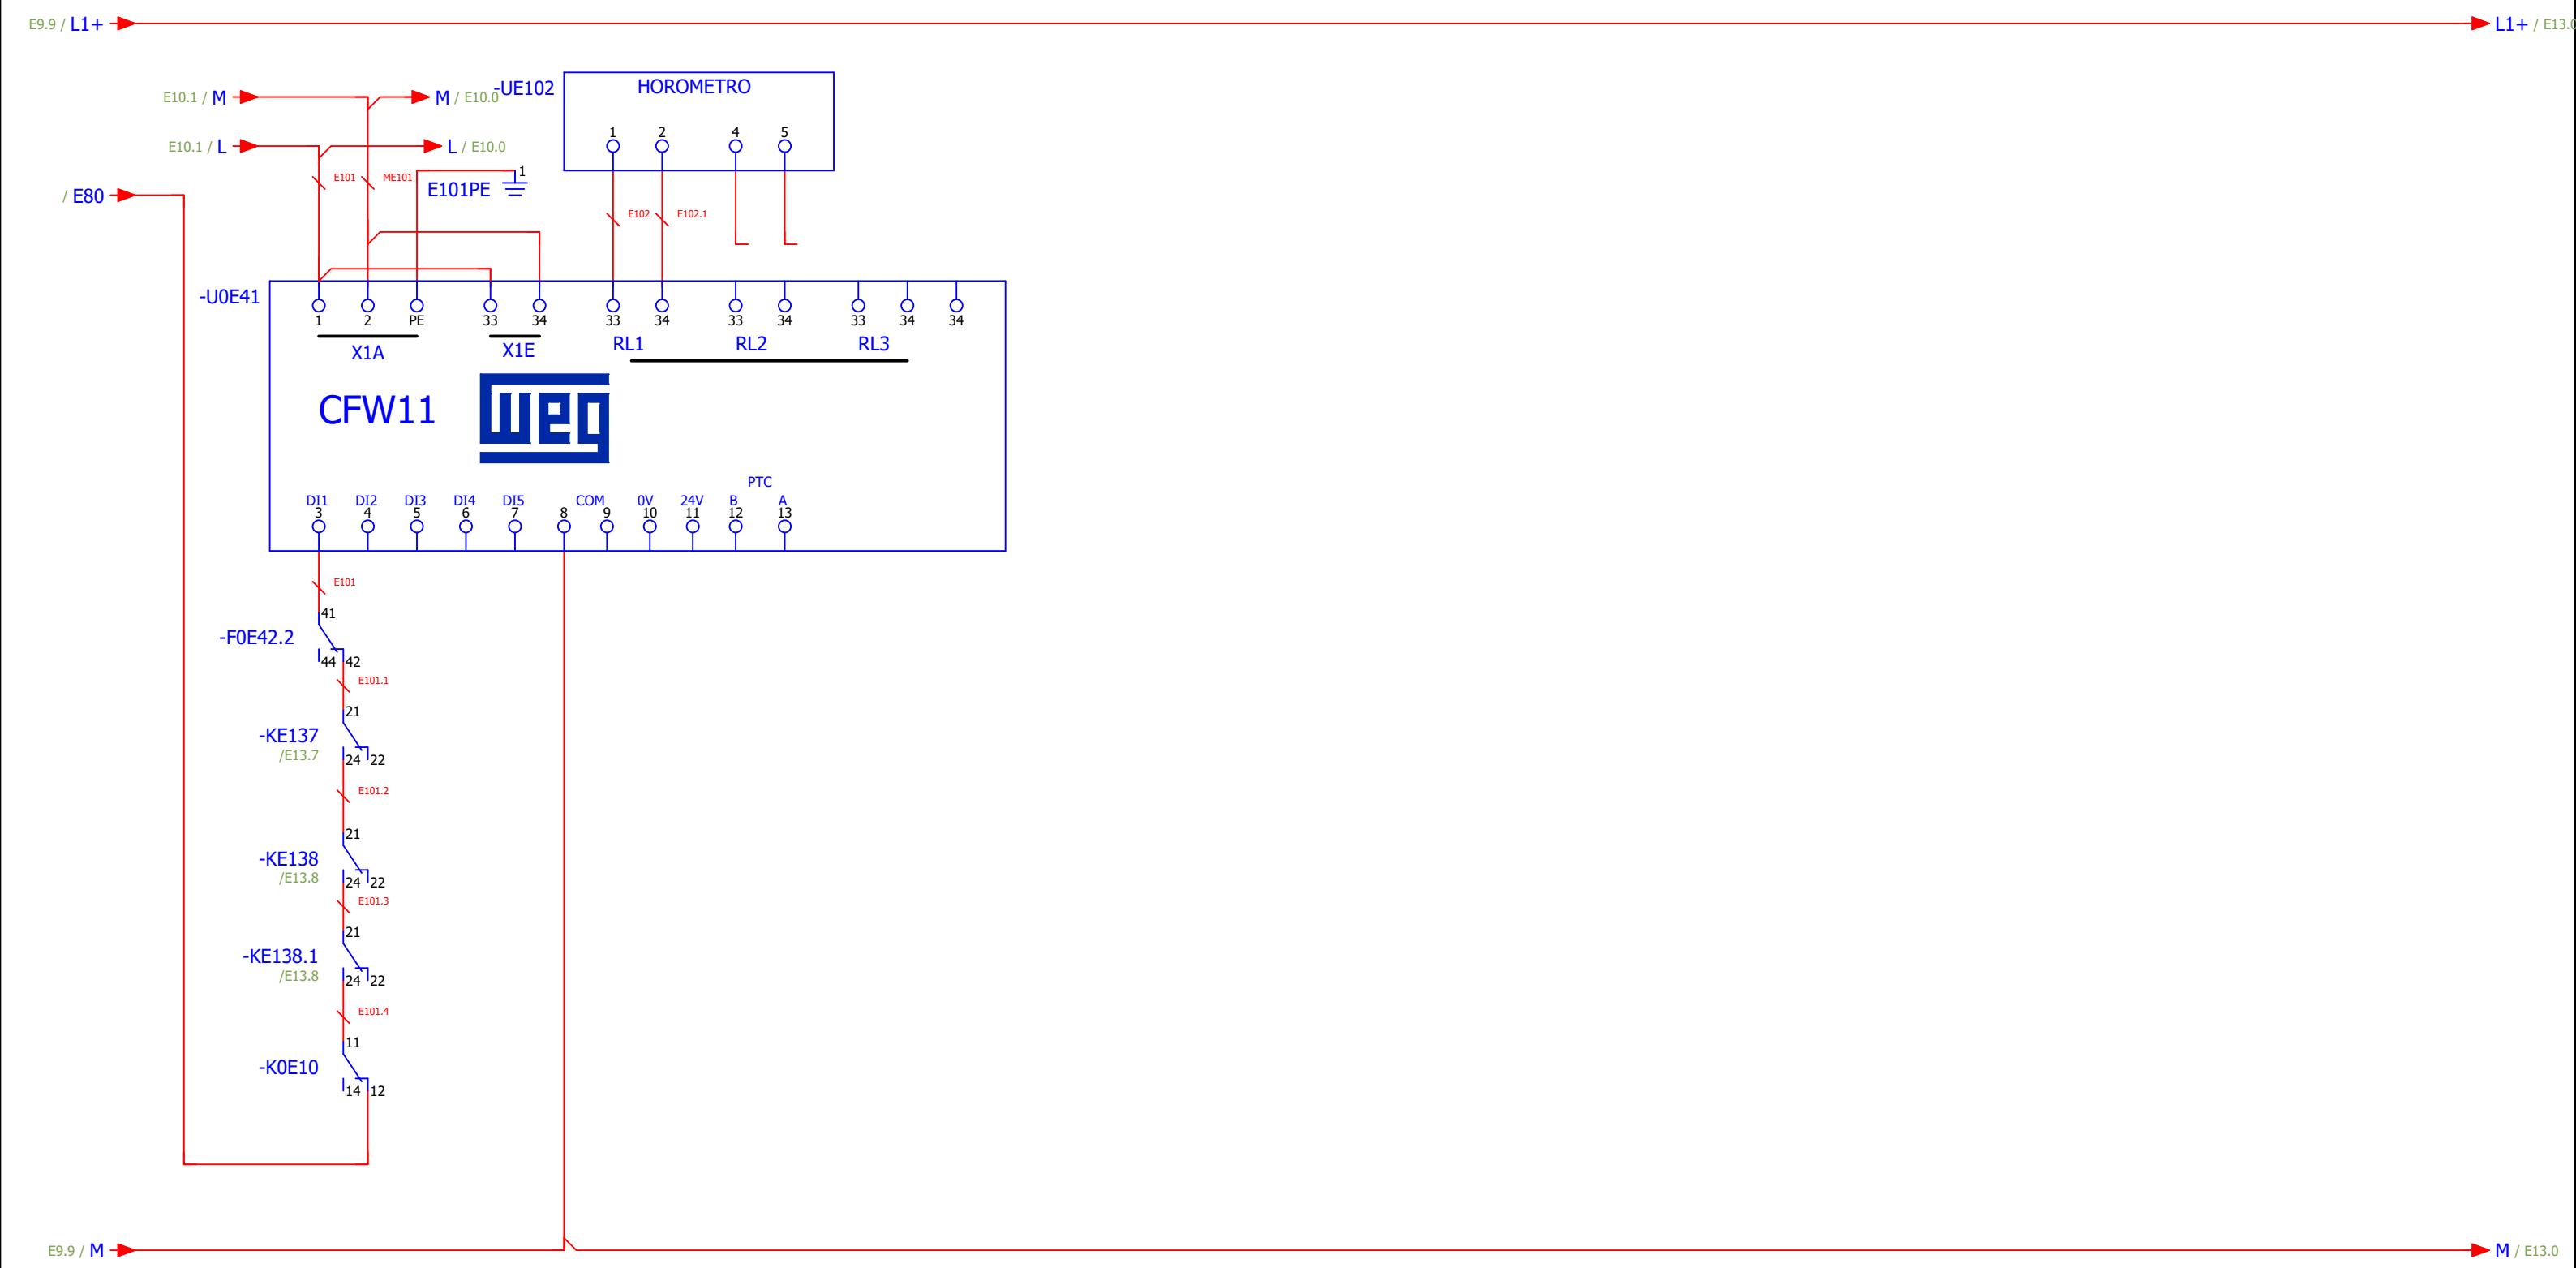 E9.9 / L1+
L1+ / E13.0
E10.1 / M
M / E10.0
-UE102
HOROMETRO
1 2 4 5
E10.1 / L
L / E10.0
E101 ME101
E101PE 1
/ E80
E102 E102.1
-U0E41
1 2 PE 33 34 33 34 33 34 33 34 34
X1A X1E RL1 RL2 RL3
CFW11
weg
PTC
DI1 DI2 DI3 DI4 DI5 COM 0V 24V B A
3 4 5 6 7 8 9 10 11 12 13
E101
41
-F0E42.2
44 42
E101.1
21
-KE137
/E13.7
24 22
E101.2
21
-KE138
/E13.8
24 22
E101.3
21
-KE138.1
/E13.8
24 22
E101.4
11
-K0E10
14 12
E9.9 / M
M / E13.0